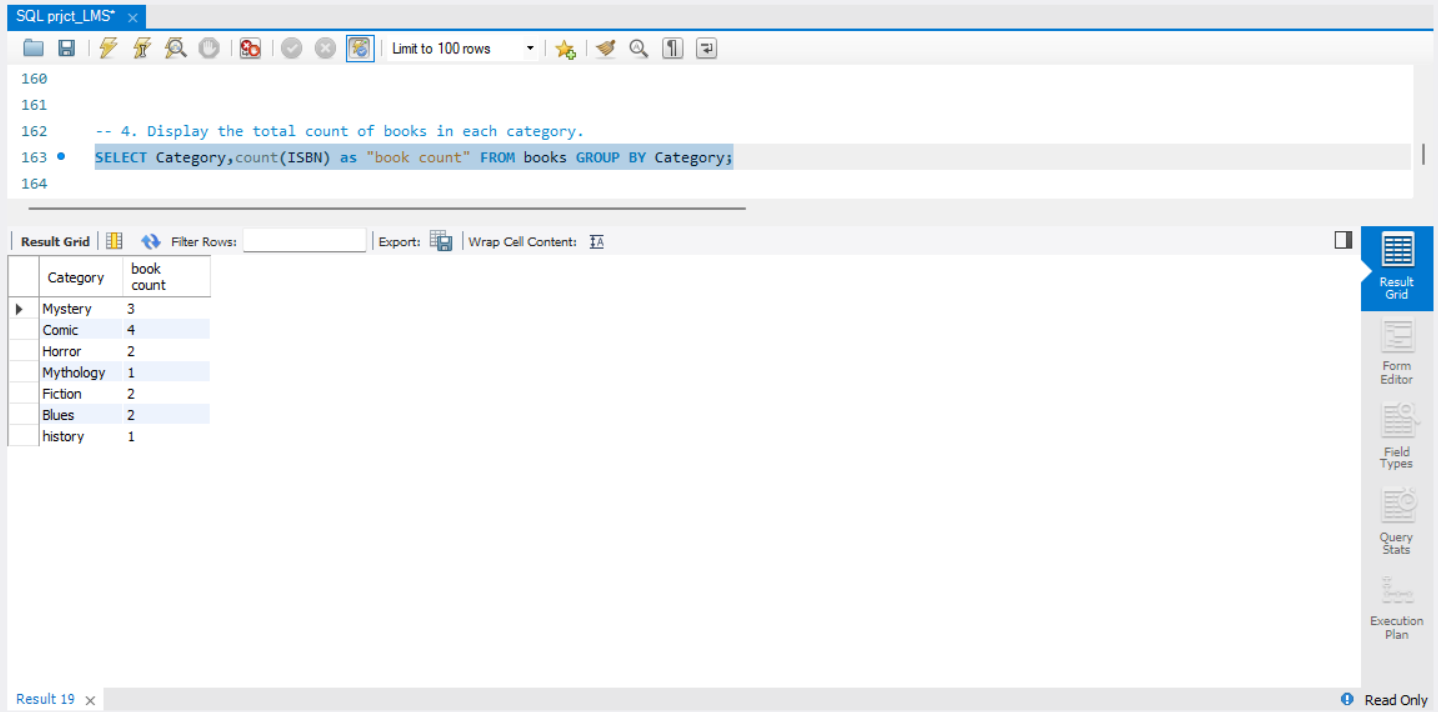 SQL prjct_LMS*
Limit to 100 rows
160
161
162 -- 4. Display the total count of books in each category.
163 SELECT Category,count(ISBN) as "book count" FROM books GROUP BY Category;
164
Result Grid Filter Rows: Export: Wrap Cell Content:
Category book count
Mystery 3
Comic 4
Horror 2
Mythology 1
Fiction 2
Blues 2
history 1
Result
Grid
Form
Editor
Field
Types
Query
Stats
Execution
Plan
Result 19 Read Only